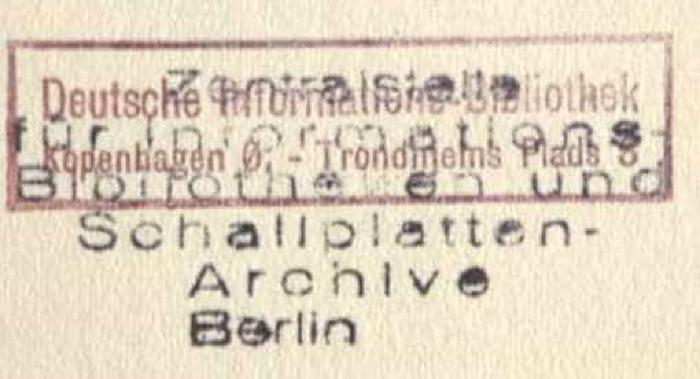 Deutsche Informations-Bibliothek
Kopenhagen Ø. - Trondhjems Plads 3
Zentralstelle
für Informations-
Bibliotheken und
Schallplatten-
Archive
Berlin